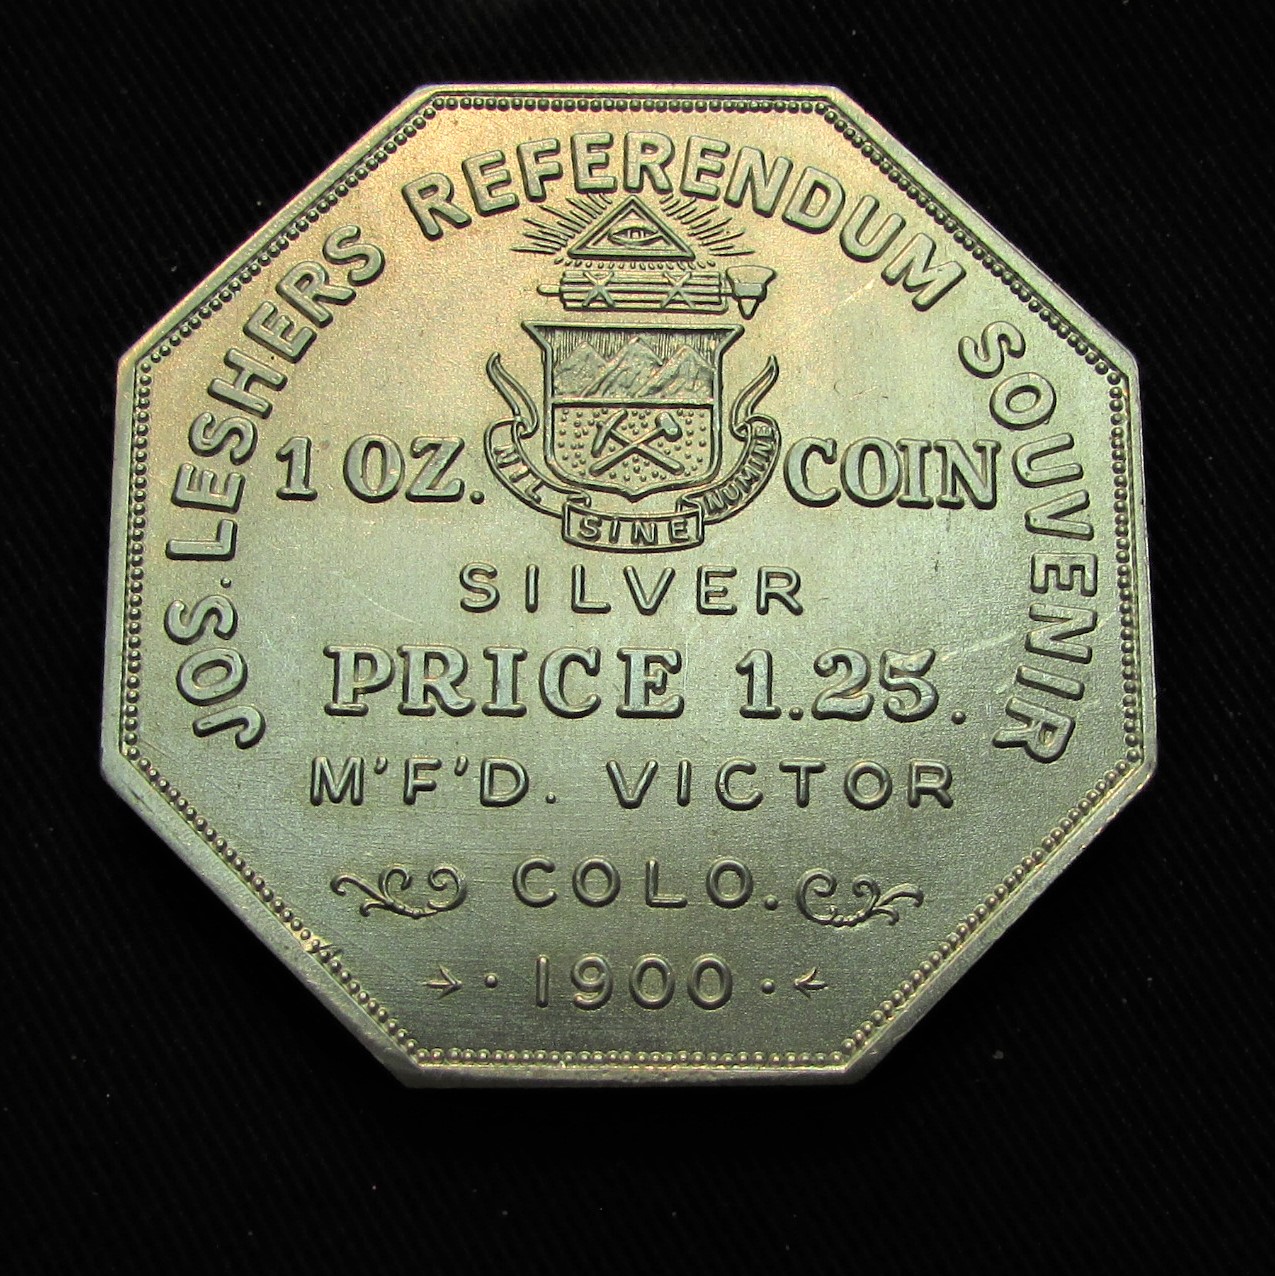 JOS. LESHERS REFERENDUM SOUVENIR
1 OZ. COIN
NIL SINE NUMINE
SILVER
PRICE 1.25.
M'F'D. VICTOR
COLO.
1900